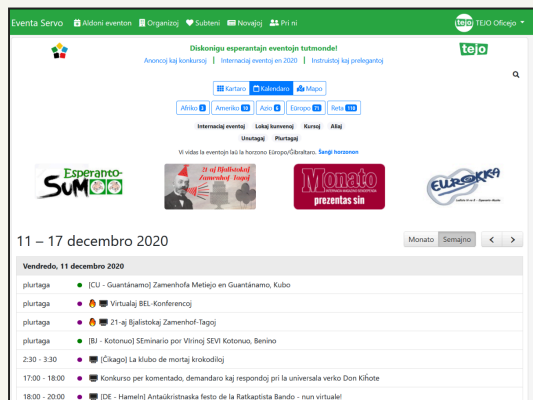 Eventa Servo Aldoni eventon Organizoj Subteni Novaĵoj Pri ni tejo TEJO Oficejo
Diskonigu esperantajn eventojn tutmonde!
tejo
Anoncoj kaj konkursoj | Internaciaj eventoj en 2020 | Instruistoj kaj prelegantoj
Kartaro Kalendaro Mapo
Afriko 3 Ameriko 10 Azio 6 Eŭropo 71 Reta 118
Internaciaj eventoj Lokaj kunvenoj Kursoj Aliaj
Unutagaj Plurtagaj
Vi vidas la eventojn laŭ la horzono Eŭropo/Ĝibraltaro. Ŝanĝi horzonon
Esperanto-
SUMOO
21-aj Bjalistokaj
Zamenhof-Tagoj
Monato
prezentas sin
EUROKKA
11 – 17 decembro 2020
Monato Semajno
Vendredo, 11 decembro 2020
plurtaga [CU - Guantánamo] Zamenhofa Metiejo en Guantánamo, Kubo
plurtaga Virtualaj BEL-Konferencoj
plurtaga 21-aj Bjalistokaj Zamenhof-Tagoj
plurtaga [BJ - Kotonuo] SEminario por VIrinoj SEVI Kotonuo, Benino
2:30 - 3:30 [Ĉikago] La klubo de mortaj krokodiloj
17:00 - 18:00 Konkurso per komentado, demandaro kaj respondoj pri la universala verko Don Kiĥote
18:00 - 20:00 [DE - Hameln] Antaŭkristnaska festo de la Ratkaptista Bando - nun virtuale!